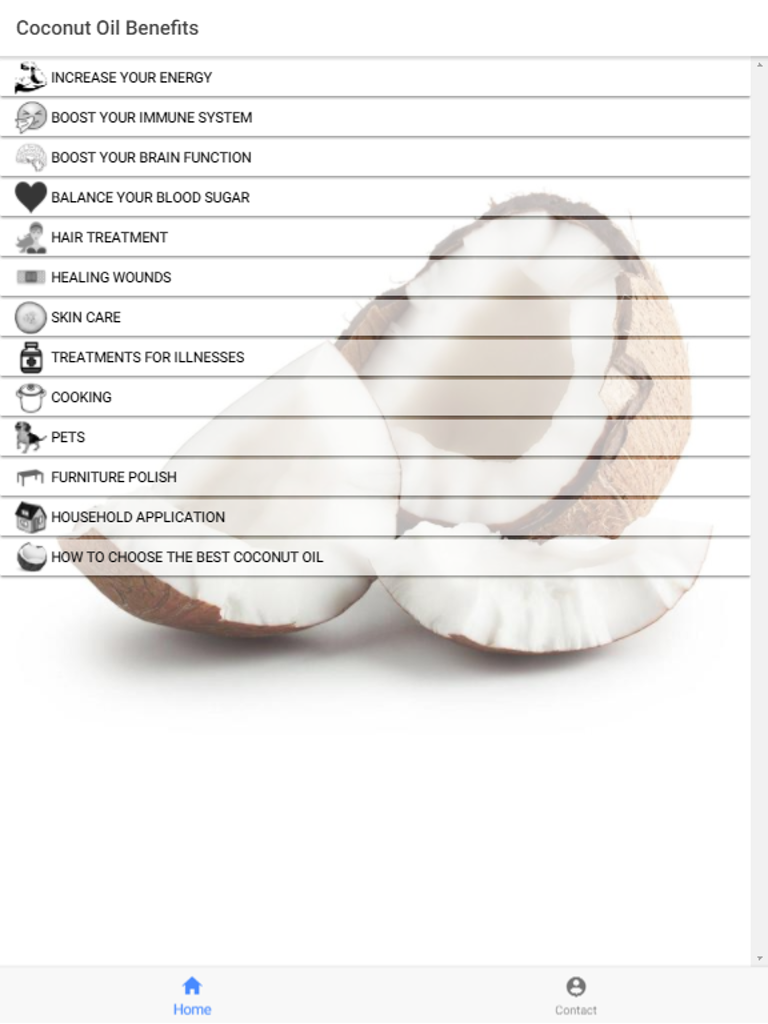 Coconut Oil Benefits
INCREASE YOUR ENERGY
BOOST YOUR IMMUNE SYSTEM
BOOST YOUR BRAIN FUNCTION
BALANCE YOUR BLOOD SUGAR
HAIR TREATMENT
HEALING WOUNDS
SKIN CARE
TREATMENTS FOR ILLNESSES
COOKING
PETS
FURNITURE POLISH
HOUSEHOLD APPLICATION
HOW TO CHOOSE THE BEST COCONUT OIL
Home
Contact